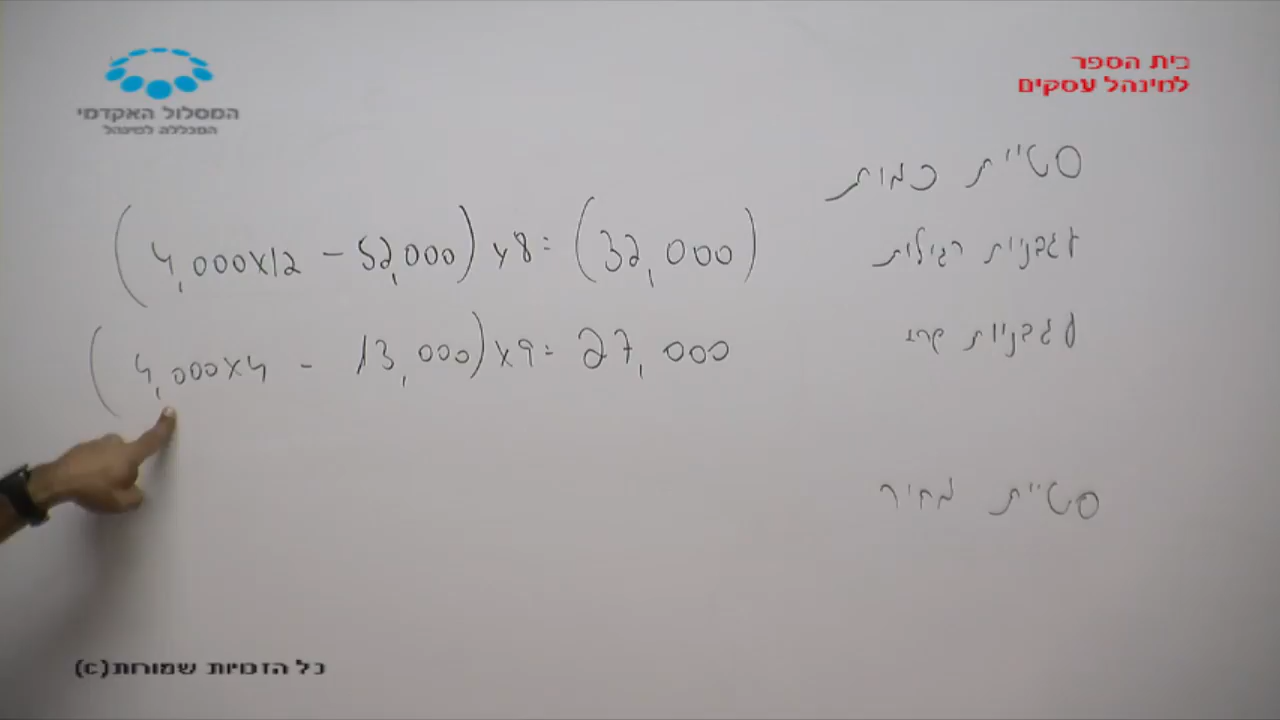 בית הספר
למינהל עסקים
המסלול האקדמי
המכללה למינהל
סטיית כמות
(4,000x12 - 52,000) x8 = (32,000)
עגבניות רגילות
(4,000x4 - 13,000) x9 = 27,000
עגבניות שרי
סטיית מחיר
כל הזכויות שמורות(c)